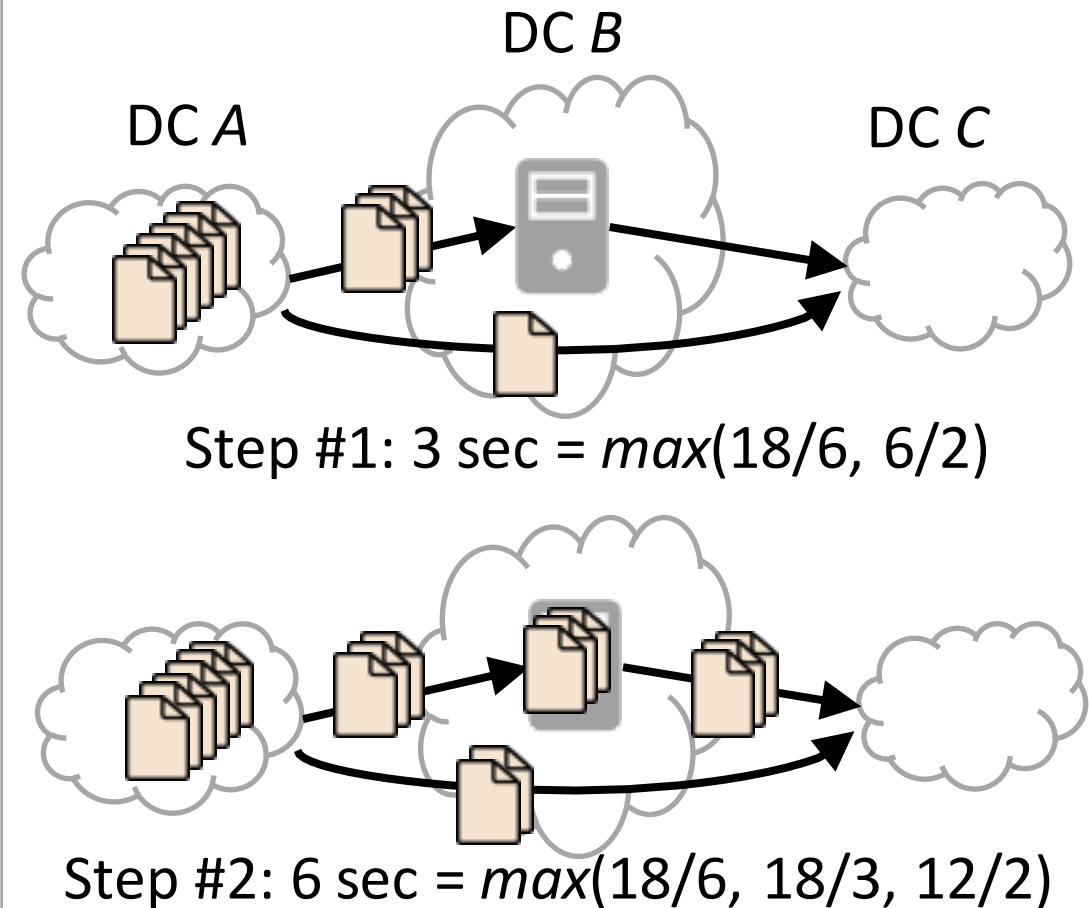 DC B
DC A
DC C
Step #1: 3 sec = max(18/6, 6/2)
Step #2: 6 sec = max(18/6, 18/3, 12/2)